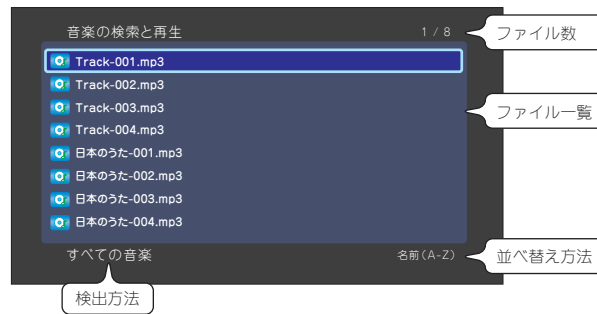 音楽の検索と再生 1 / 8 ファイル数
Track-001.mp3
Track-002.mp3
Track-003.mp3
ファイル一覧
Track-004.mp3
日本のうた-001.mp3
日本のうた-002.mp3
日本のうた-003.mp3
日本のうた-004.mp3
すべての音楽 名前(A-Z) 並べ替え方法
検出方法